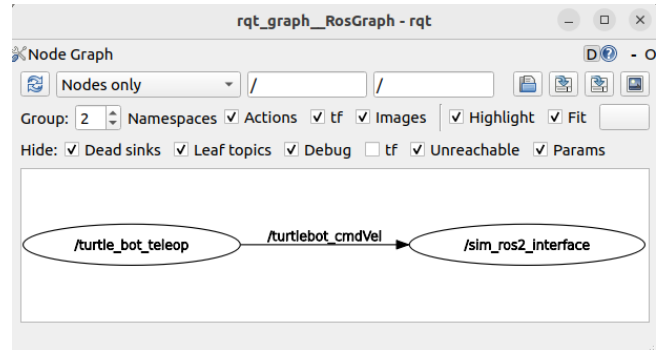 rqt_graph__RosGraph - rqt
Node Graph D - O
Nodes only / /
Group: 2 Namespaces Actions tf Images Highlight Fit
Hide: Dead sinks Leaf topics Debug tf Unreachable Params
/turtle_bot_teleop /turtlebot_cmdVel /sim_ros2_interface